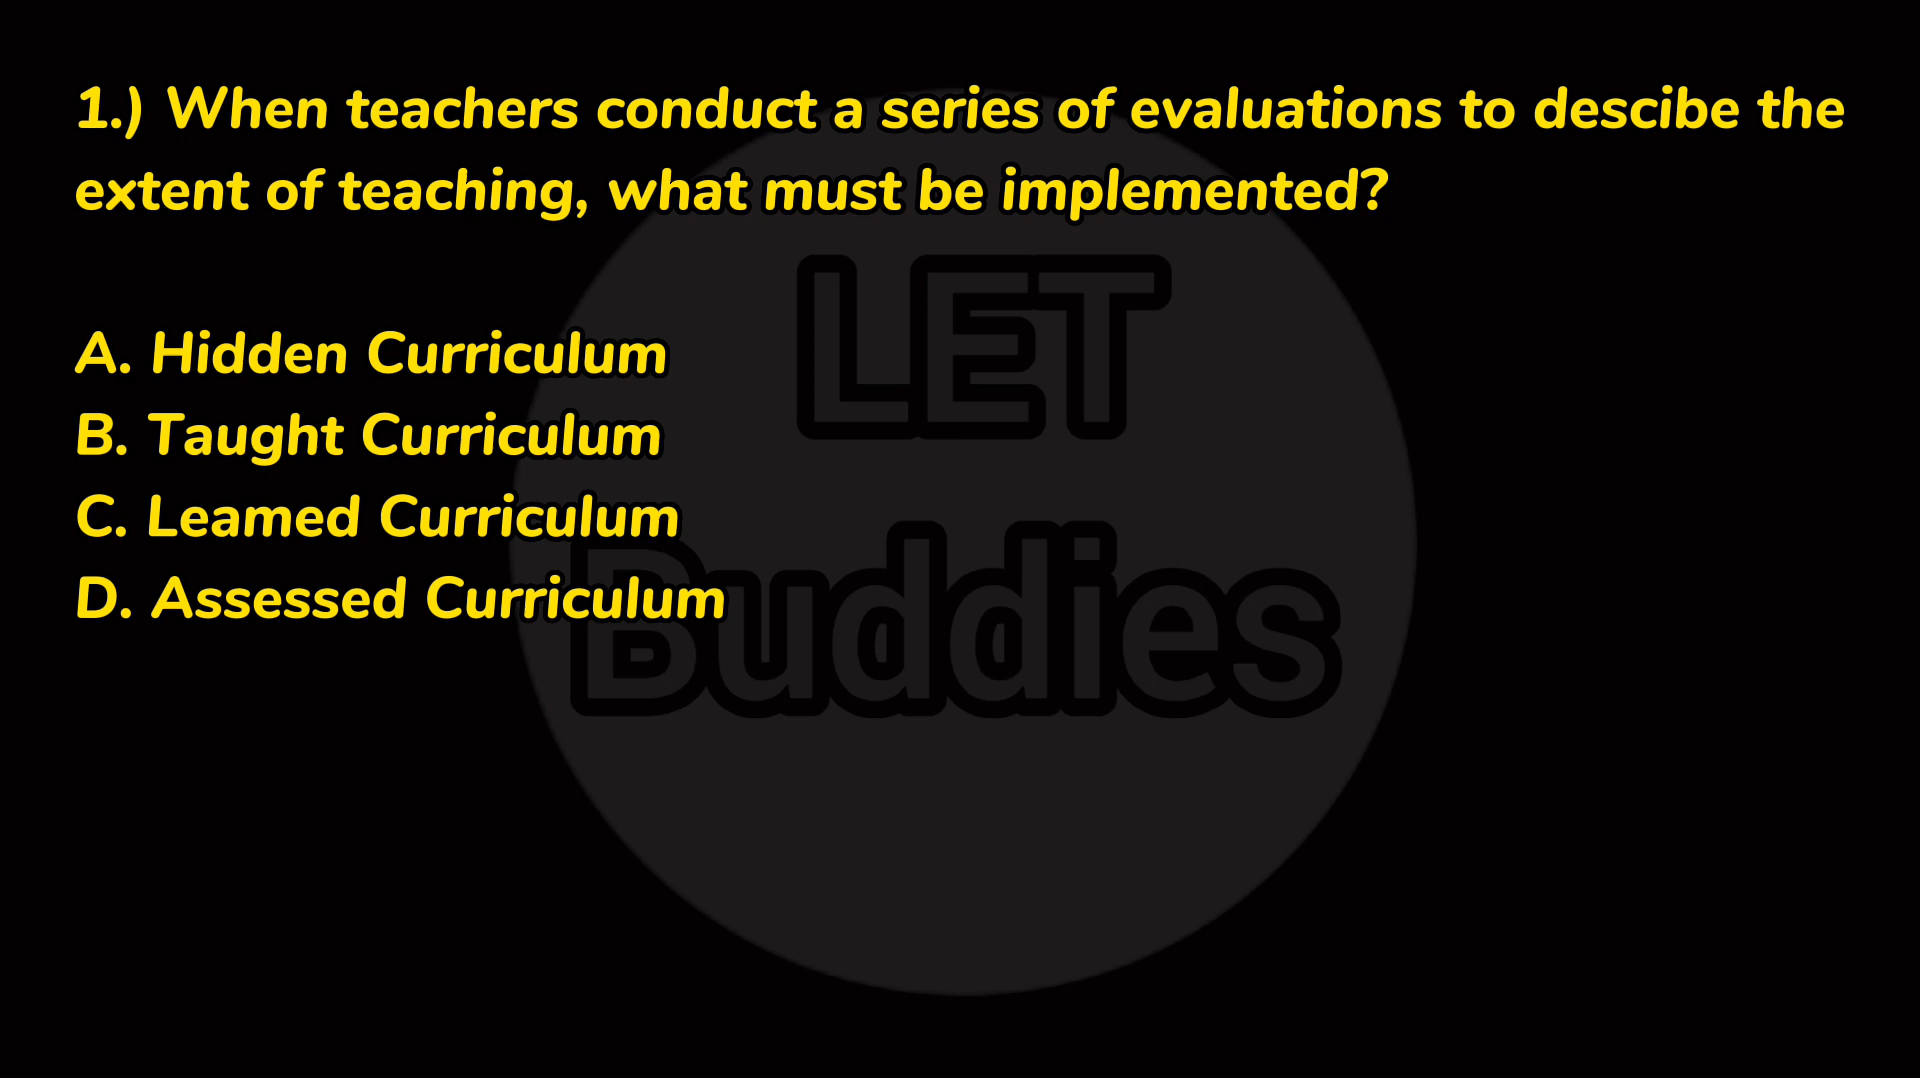 1.) When teachers conduct a series of evaluations to descibe the
extent of teaching, what must be implemented?
A. Hidden Curriculum
B. Taught Curriculum
C. Leamed Curriculum
D. Assessed Curriculum
LET
Buddies